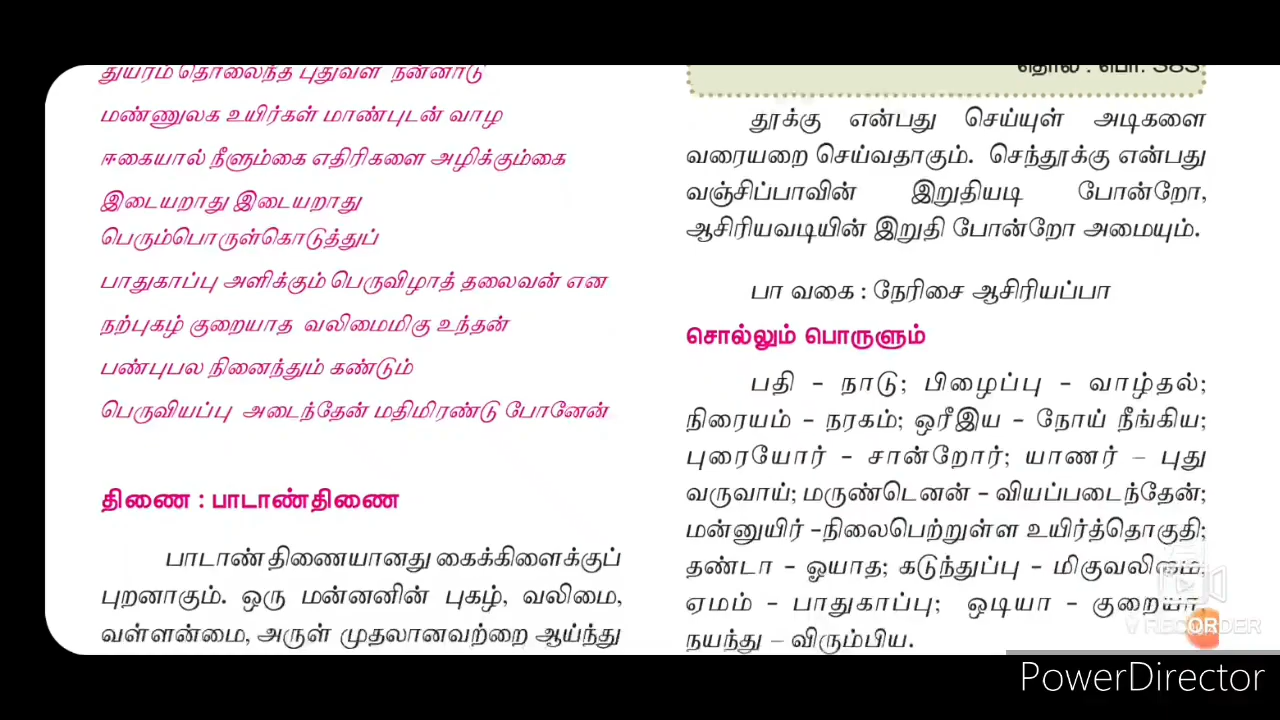 துயரம் தொலைந்த புதுவள நன்னாடு
மண்ணுலக உயிர்கள் மாண்புடன் வாழ
ஈகையால் நீளும்கை எதிரிகளை அழிக்கும்கை
இடையறாது இடையறாது
பெரும்பொருள்கொடுத்துப்
பாதுகாப்பு அளிக்கும் பெருவிழாத் தலைவன் என
நற்புகழ் குறையாத வலிமைமிகு உந்தன்
பண்புபல நினைந்தும் கண்டும்
பெருவியப்பு அடைந்தேன் மதிமிரண்டு போனேன்
திணை : பாடாண்திணை
பாடாண் திணையானது கைக்கிளைக்குப்
புறனாகும். ஒரு மன்னனின் புகழ், வலிமை,
வள்ளன்மை, அருள் முதலானவற்றை ஆய்ந்து
தொல் : பொ. 383
தூக்கு என்பது செய்யுள் அடிகளை
வரையறை செய்வதாகும். செந்தூக்கு என்பது
வஞ்சிப்பாவின் இறுதியடி போன்றோ,
ஆசிரியவடியின் இறுதி போன்றோ அமையும்.
பா வகை : நேரிசை ஆசிரியப்பா
சொல்லும் பொருளும்
பதி – நாடு; பிழைப்பு – வாழ்தல்;
நிரையம் – நரகம்; ஒரீஇய – நோய் நீங்கிய;
புரையோர் – சான்றோர்; யாணர் – புது
வருவாய்; மருண்டெனன் – வியப்படைந்தேன்;
மன்னுயிர் –நிலைபெற்றுள்ள உயிர்த்தொகுதி;
தண்டா – ஓயாத; கடுந்துப்பு – மிகுவலிமை;
ஏமம் – பாதுகாப்பு; ஒடியா – குறையா;
நயந்து – விரும்பிய.
RECORDER
PowerDirector